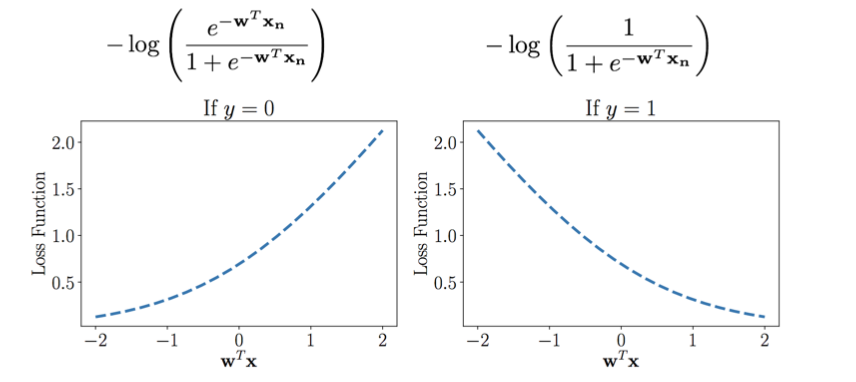 − log ( e^{−w^T x_n} / (1 + e^{−w^T x_n}) )
If y = 0
2.0
1.5
1.0
0.5
Loss Function
−2 −1 0 1 2
w^T x
− log ( 1 / (1 + e^{−w^T x_n}) )
If y = 1
2.0
1.5
1.0
0.5
Loss Function
−2 −1 0 1 2
w^T x